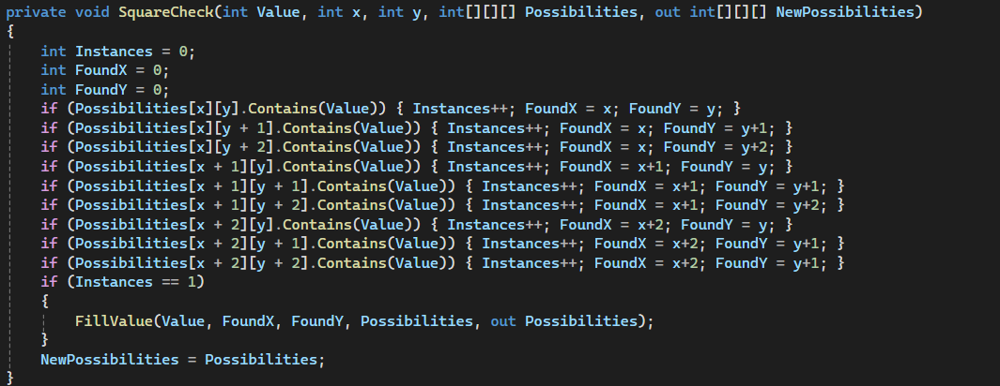 private void SquareCheck(int Value, int x, int y, int[][][] Possibilities, out int[][][] NewPossibilities)
{
int Instances = 0;
int FoundX = 0;
int FoundY = 0;
if (Possibilities[x][y].Contains(Value)) { Instances++; FoundX = x; FoundY = y; }
if (Possibilities[x][y + 1].Contains(Value)) { Instances++; FoundX = x; FoundY = y+1; }
if (Possibilities[x][y + 2].Contains(Value)) { Instances++; FoundX = x; FoundY = y+2; }
if (Possibilities[x + 1][y].Contains(Value)) { Instances++; FoundX = x+1; FoundY = y; }
if (Possibilities[x + 1][y + 1].Contains(Value)) { Instances++; FoundX = x+1; FoundY = y+1; }
if (Possibilities[x + 1][y + 2].Contains(Value)) { Instances++; FoundX = x+1; FoundY = y+2; }
if (Possibilities[x + 2][y].Contains(Value)) { Instances++; FoundX = x+2; FoundY = y; }
if (Possibilities[x + 2][y + 1].Contains(Value)) { Instances++; FoundX = x+2; FoundY = y+1; }
if (Possibilities[x + 2][y + 2].Contains(Value)) { Instances++; FoundX = x+2; FoundY = y+1; }
if (Instances == 1)
{
FillValue(Value, FoundX, FoundY, Possibilities, out Possibilities);
}
NewPossibilities = Possibilities;
}